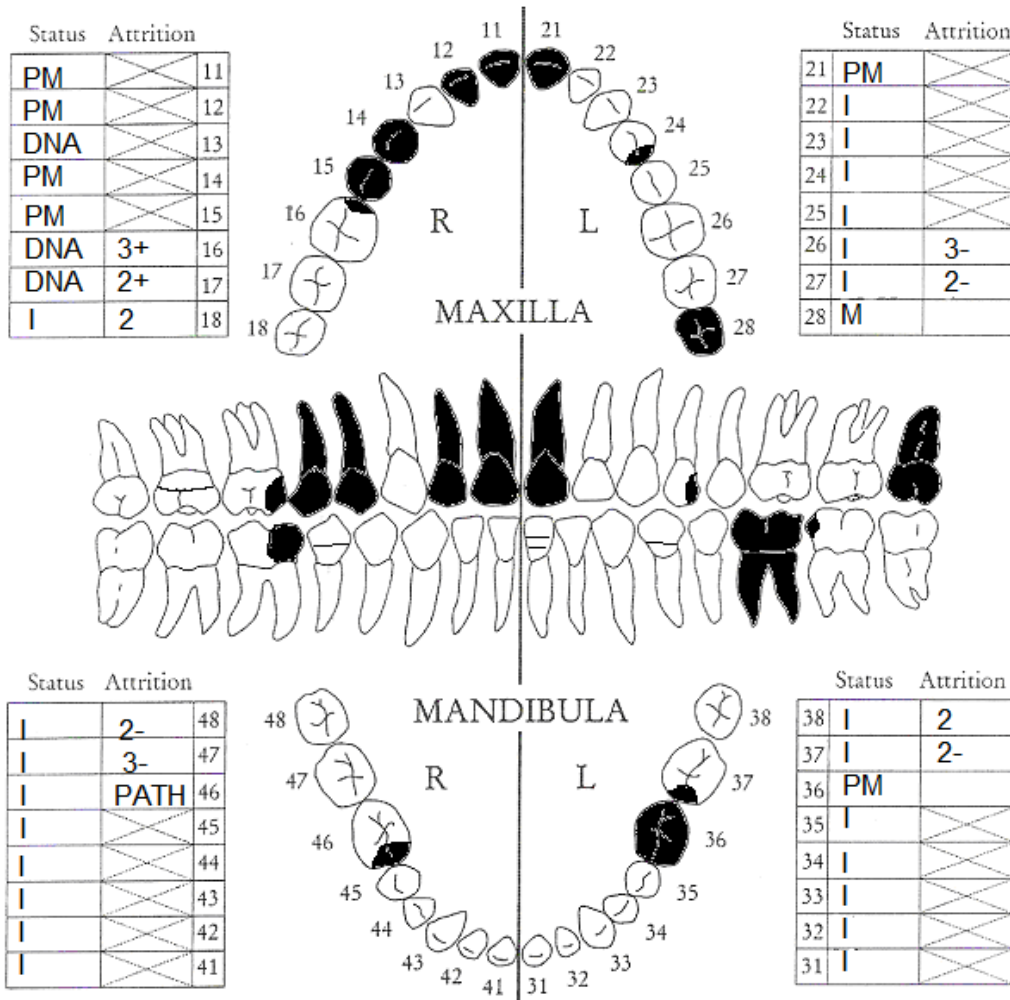 Status Attrition
PM 11
PM 12
DNA 13
PM 14
PM 15
DNA 3+ 16
DNA 2+ 17
I 2 18
11 21
12 22
13 23
14 24
15 25
16 R L 26
17 27
18 MAXILLA 28
Status Attrition
21 PM
22 I
23 I
24 I
25 I
26 I 3-
27 I 2-
28 M
Status Attrition
I 2- 48
I 3- 47
I PATH 46
I 45
I 44
I 43
I 42
I 41
48 MANDIBULA 38
47 R L 37
46 36
45 35
44 34
43 42 41 31 32 33
Status Attrition
38 I 2
37 I 2-
36 PM
35 I
34 I
33 I
32 I
31 I